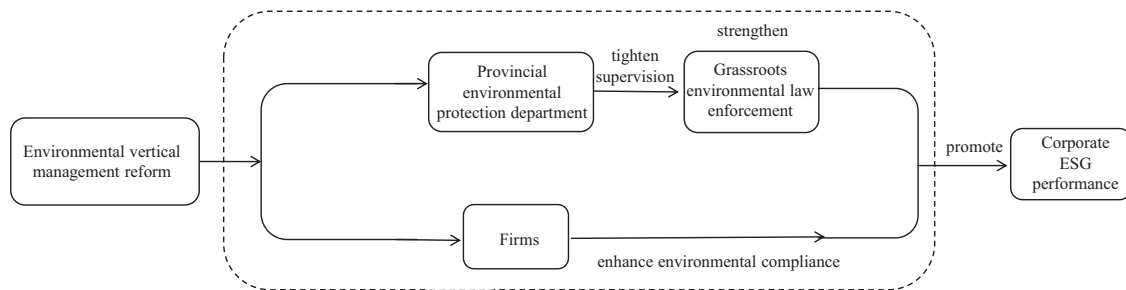 strengthen
Provincial
environmental
protection department
tighten
supervision
Grassroots
environmental law
enforcement
Environmental vertical
management reform
promote
Corporate
ESG
performance
Firms
enhance environmental compliance